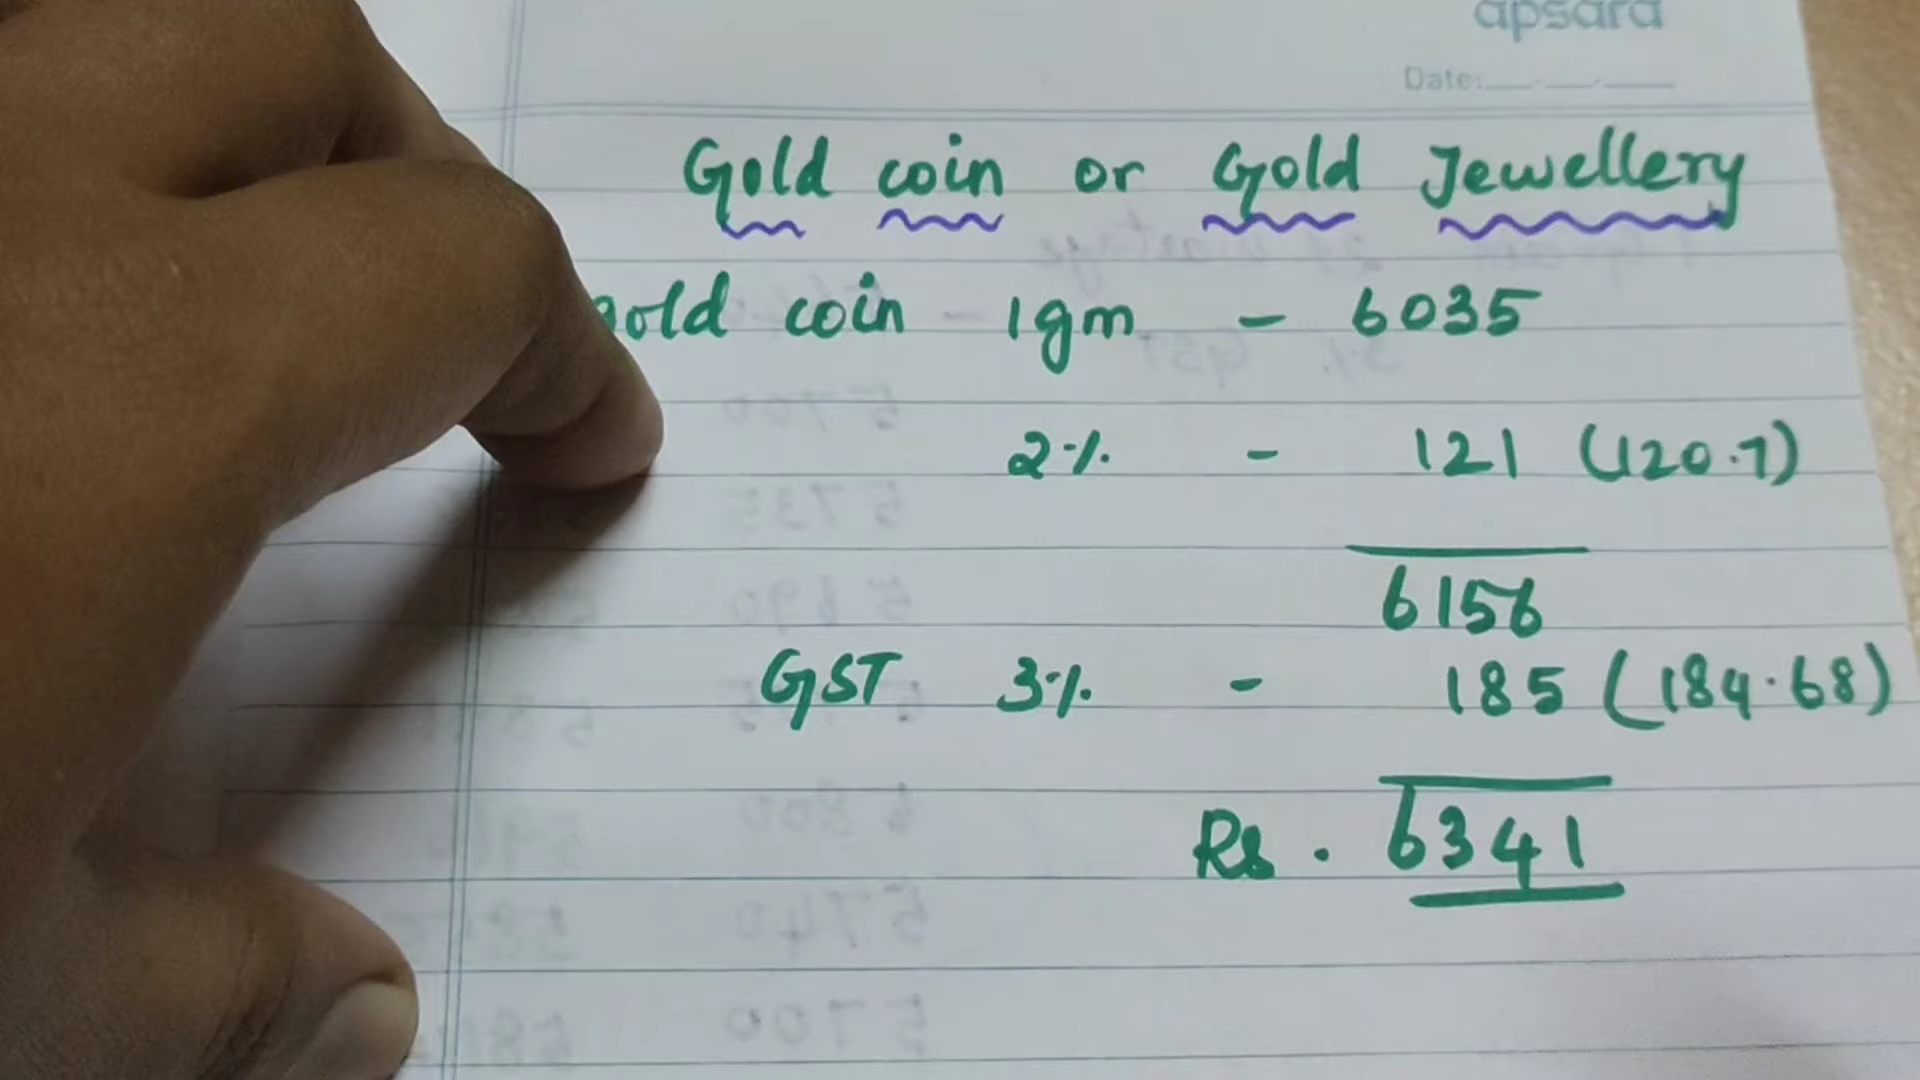 apsara
Date:
Gold coin or Gold Jewellery
gold coin 1gm - 6035
2% - 121 (120.7)
6156
GST 3% - 185 (184.68)
Rs. 6341